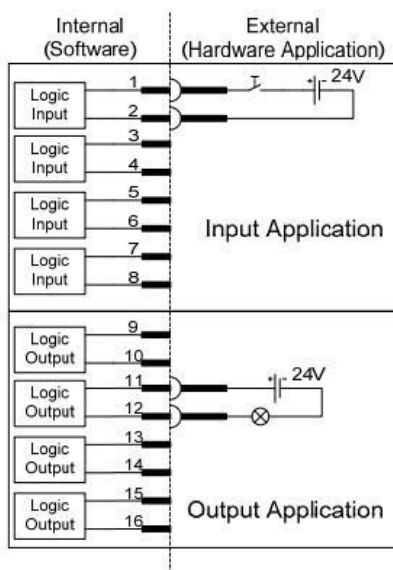 Internal
(Software)
External
(Hardware Application)
Logic
Input
1
2
+ - 24V
Logic
Input
3
4
Logic
Input
5
6
Logic
Input
7
8
Input Application
Logic
Output
9
10
Logic
Output
11
12
+ - 24V
Logic
Output
13
14
Logic
Output
15
16
Output Application